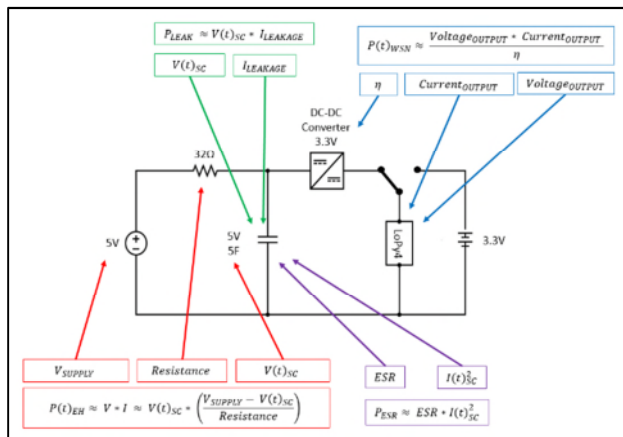 P_LEAK ≈ V(t)_SC * I_LEAKAGE
P(t)_WSN ≈ Voltage_OUTPUT * Current_OUTPUT / η
V(t)_SC I_LEAKAGE
η Current_OUTPUT Voltage_OUTPUT
DC-DC
Converter
3.3V
32Ω
5V
5V
5F
LoPy4
3.3V
V_SUPPLY Resistance V(t)_SC
ESR I(t)²_SC
P(t)_EH ≈ V * I ≈ V(t)_SC * (V_SUPPLY − V(t)_SC / Resistance)
P_ESR ≈ ESR * I(t)²_SC